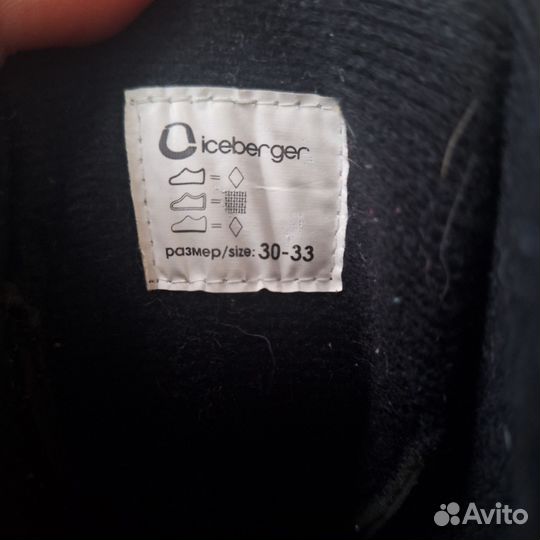 iceberger
=
=
=
размер/size: 30-33
Avito